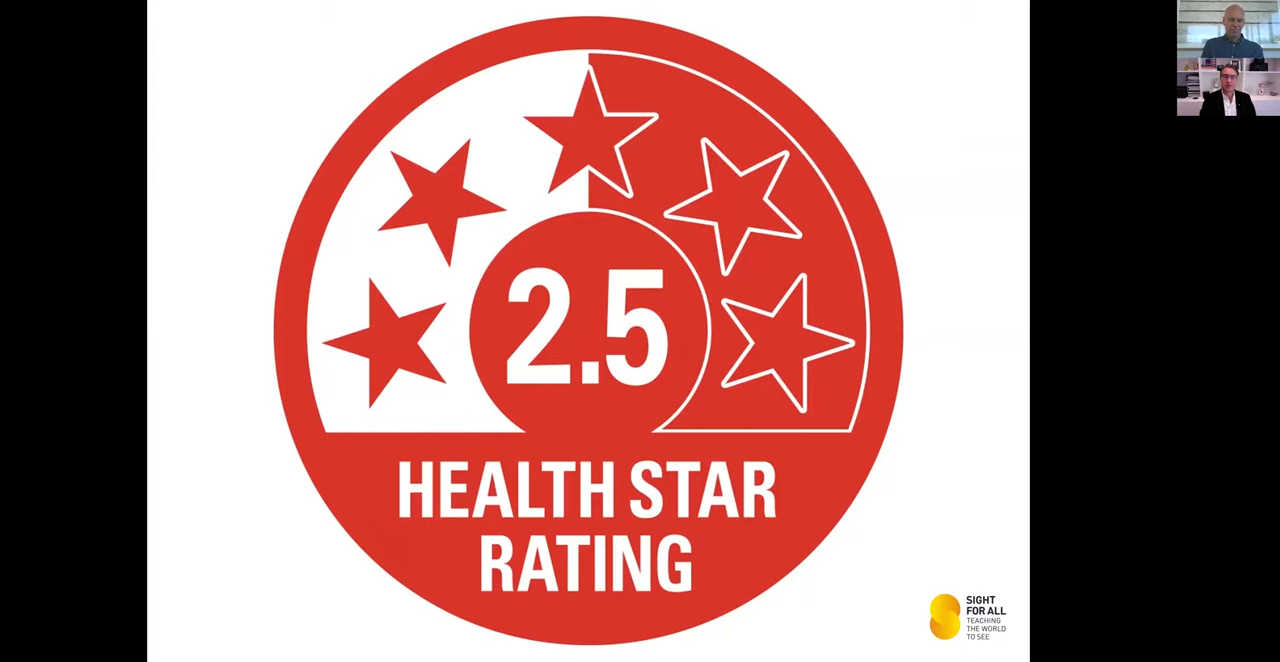 2.5
HEALTH STAR
RATING
SIGHT
FOR ALL
TEACHING
THE WORLD
TO SEE